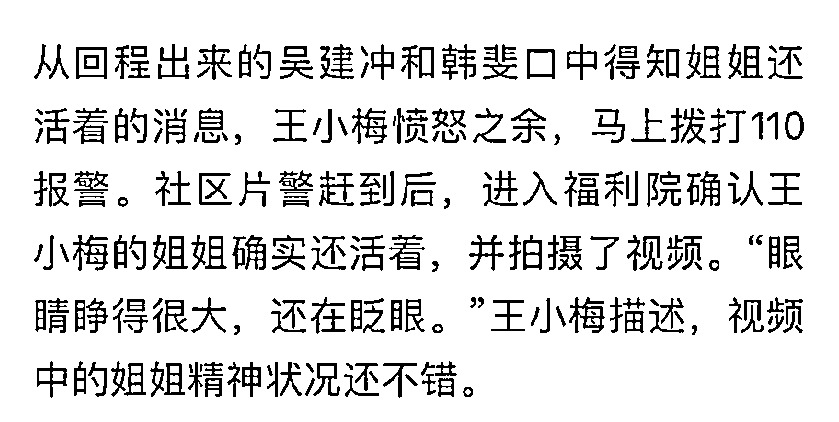 从回程出来的吴建冲和韩斐口中得知姐姐还
活着的消息，王小梅愤怒之余，马上拨打110
报警。社区片警赶到后，进入福利院确认王
小梅的姐姐确实还活着，并拍摄了视频。“眼
睛睁得很大，还在眨眼。”王小梅描述，视频
中的姐姐精神状况还不错。